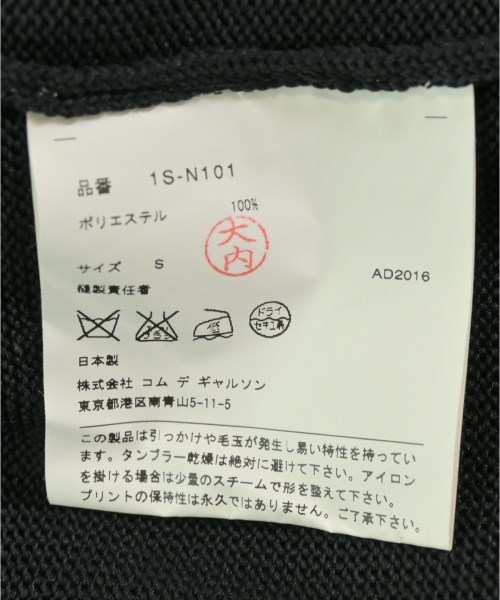 品番 1S-N101
ポリエステル 100%
大内
サイズ S
AD2016
縫製責任者
低
ドライ
セキユ系
日本製
株式会社 コム デ ギャルソン
東京都港区南青山5-11-5
この製品は引っかけや毛玉が発生し易い特性を持ってい
ます。タンブラー乾燥は絶対に避けて下さい。アイロン
を掛ける場合は少量のスチームで形を整えて下さい。
プリントの保持性は永久ではありません。ご了承下さい。